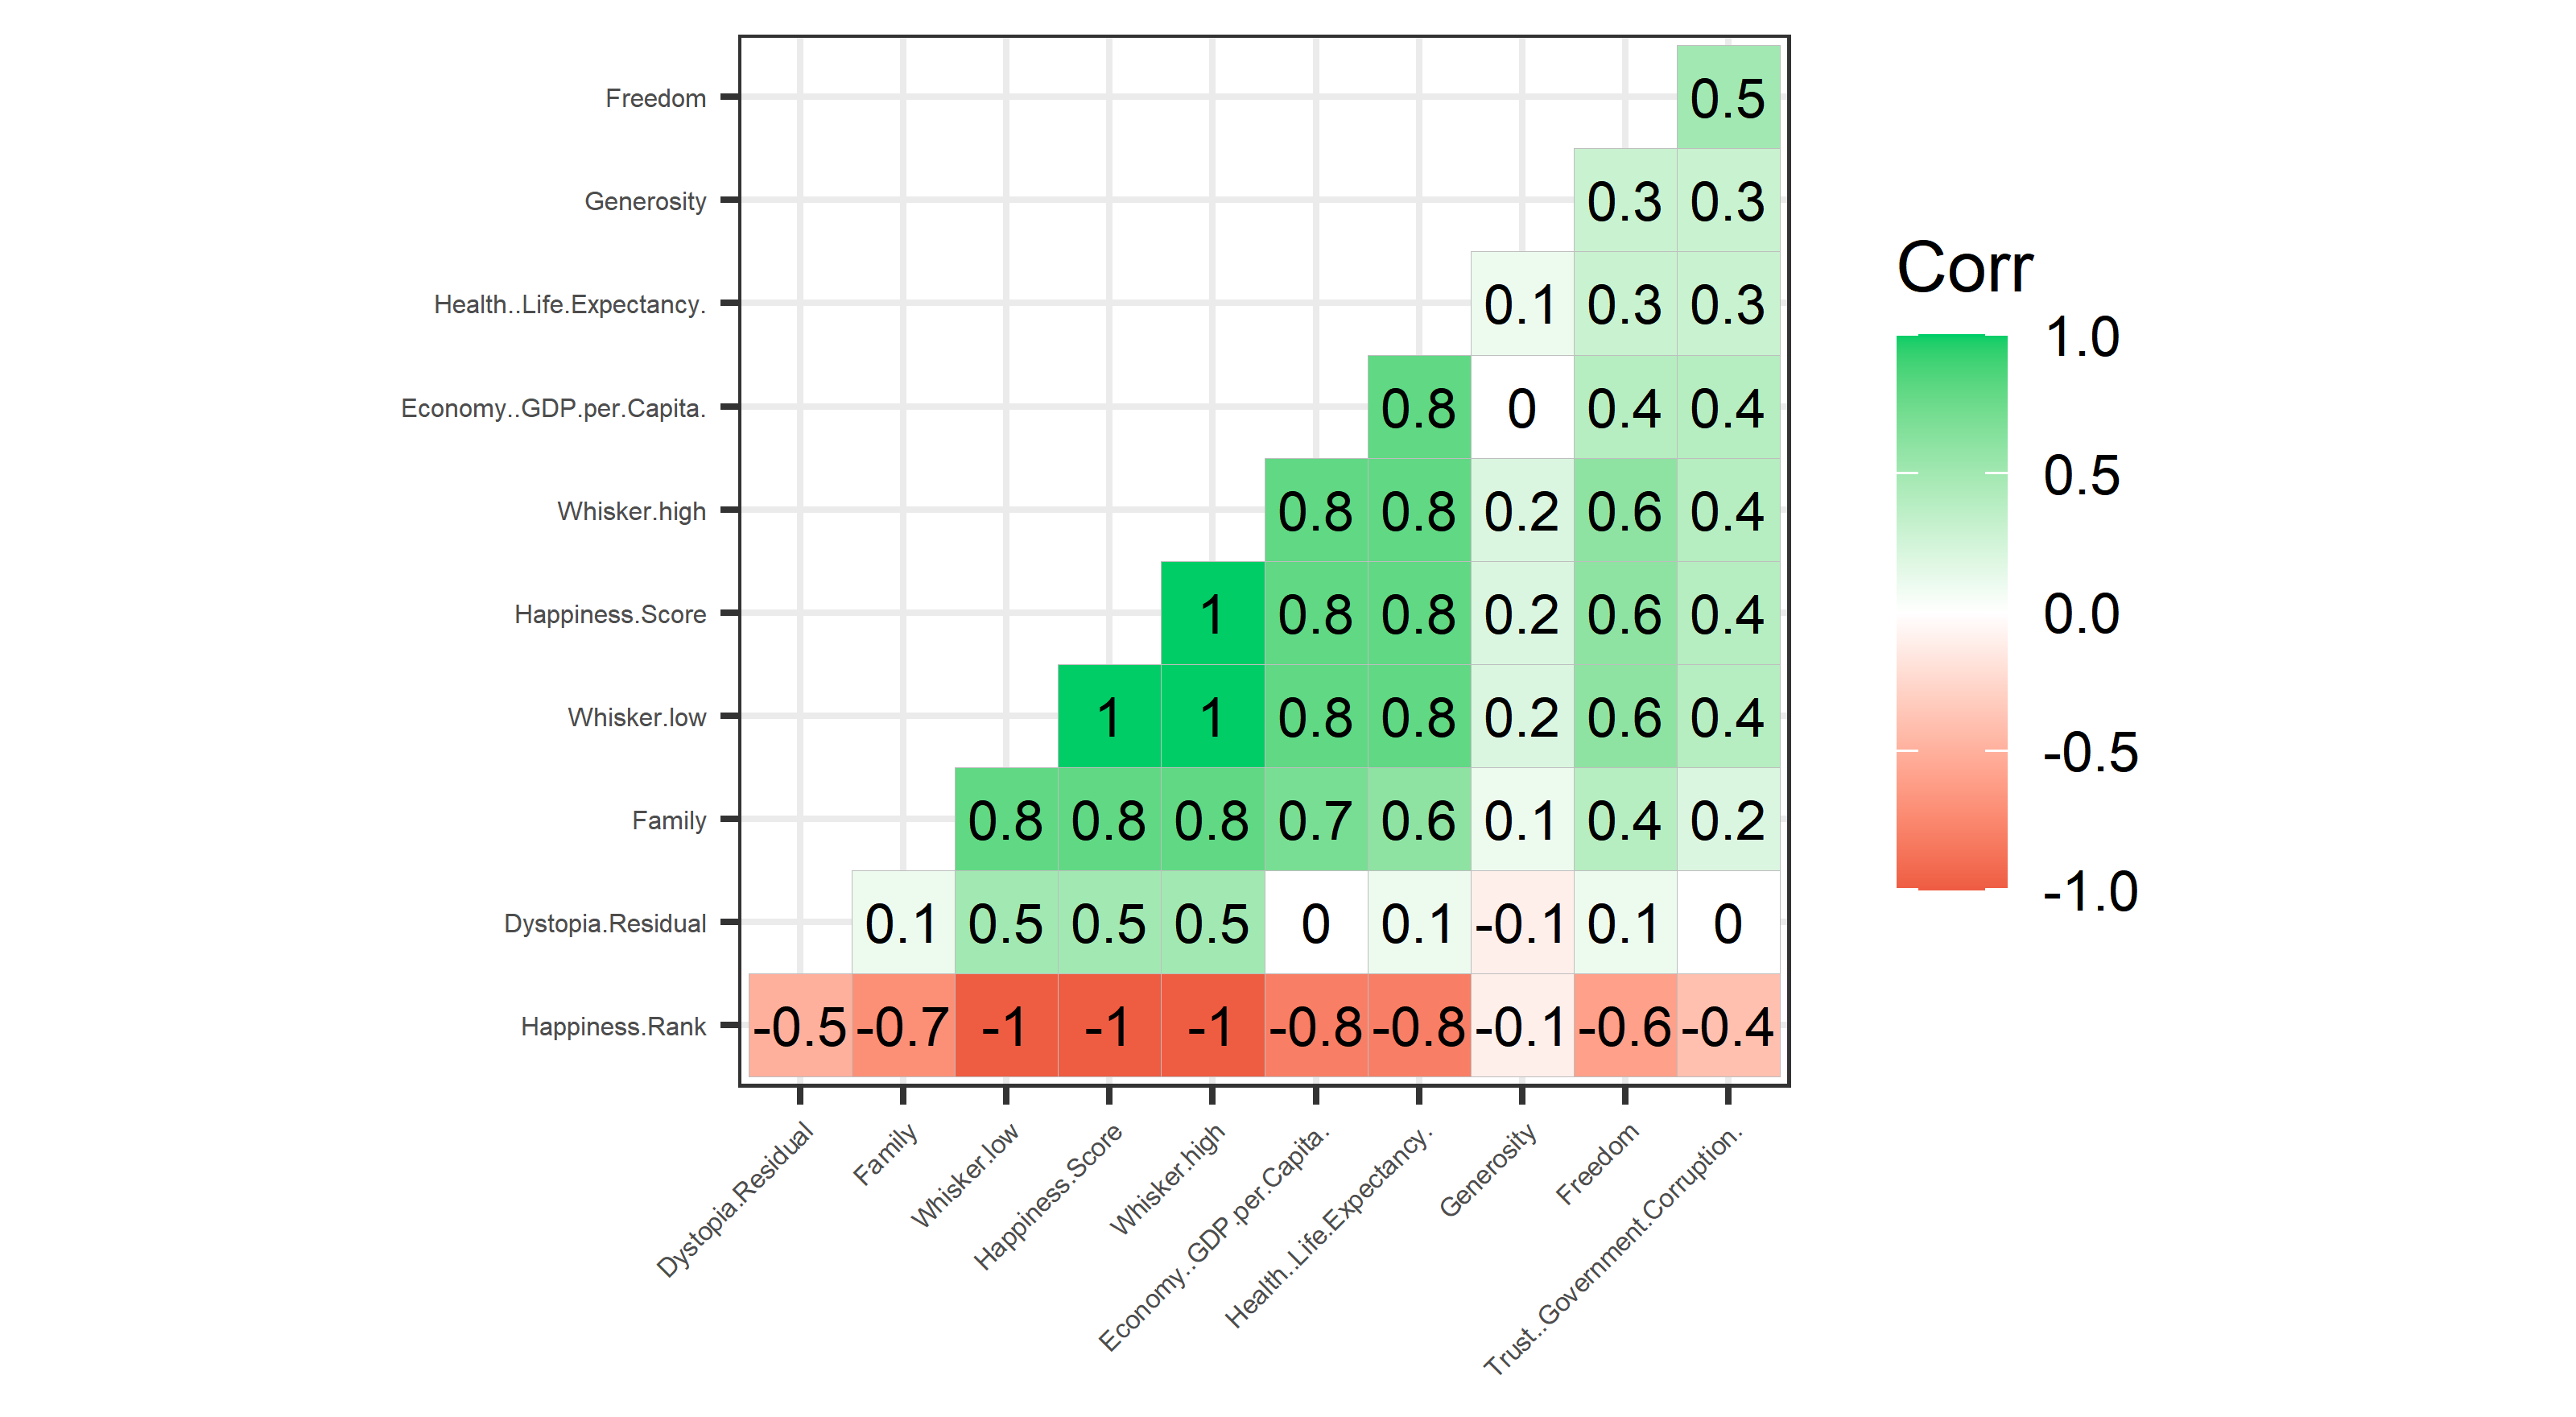 Freedom 0.5
Generosity 0.3 0.3
Health..Life.Expectancy. 0.1 0.3 0.3
Economy..GDP.per.Capita. 0.8 0 0.4 0.4
Whisker.high 0.8 0.8 0.2 0.6 0.4
Happiness.Score 1 0.8 0.8 0.2 0.6 0.4
Whisker.low 1 1 0.8 0.8 0.2 0.6 0.4
Family 0.8 0.8 0.8 0.7 0.6 0.1 0.4 0.2
Dystopia.Residual 0.1 0.5 0.5 0.5 0 0.1 -0.1 0.1 0
Happiness.Rank -0.5 -0.7 -1 -1 -1 -0.8 -0.8 -0.1 -0.6 -0.4
Dystopia.Residual
Family
Whisker.low
Happiness.Score
Whisker.high
Economy..GDP.per.Capita.
Health..Life.Expectancy.
Generosity
Freedom
Trust..Government.Corruption.
Corr
1.0
0.5
0.0
-0.5
-1.0